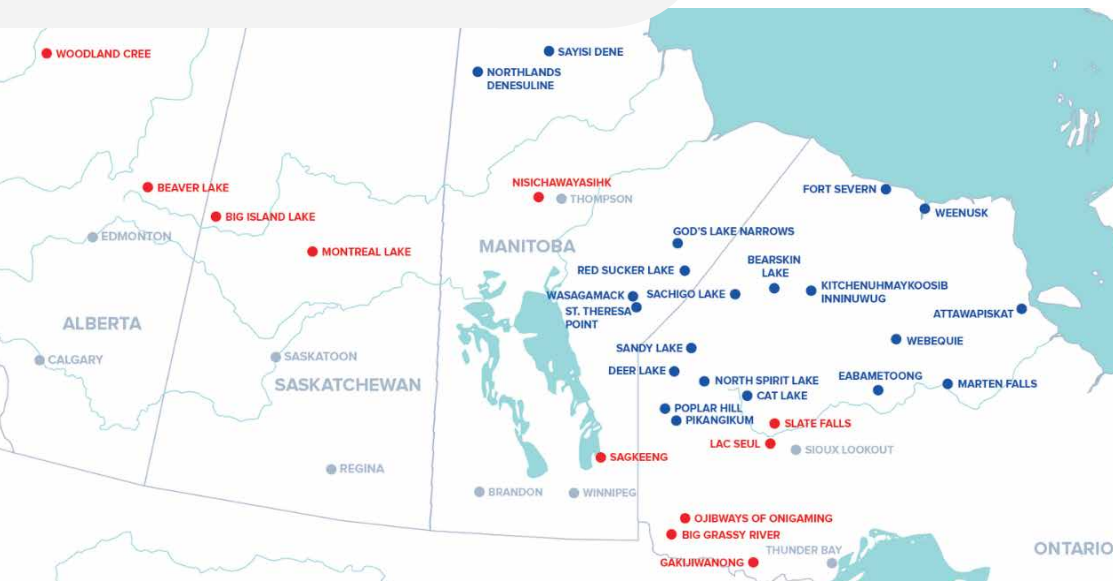 WOODLAND CREE
SAYISI DENE
NORTHLANDS
DENESULINE
BEAVER LAKE
NISICHAWAYASIHK
THOMPSON
FORT SEVERN
WEENUSK
BIG ISLAND LAKE
EDMONTON
GOD'S LAKE NARROWS
MANITOBA
MONTREAL LAKE
BEARSKIN
LAKE
RED SUCKER LAKE
KITCHENUHMAYKOOSIB
INNINUWUG
WASAGAMACK
SACHIGO LAKE
ST. THERESA
POINT
ATTAWAPISKAT
ALBERTA
WEBEQUIE
SANDY LAKE
CALGARY
SASKATOON
DEER LAKE
EABAMETOONG
NORTH SPIRIT LAKE
MARTEN FALLS
SASKATCHEWAN
CAT LAKE
POPLAR HILL
PIKANGIKUM
SLATE FALLS
LAC SEUL
SIOUX LOOKOUT
SAGKEENG
REGINA
BRANDON
WINNIPEG
OJIBWAYS OF ONIGAMING
BIG GRASSY RIVER
THUNDER BAY
ONTARIO
GAKIJIWANONG